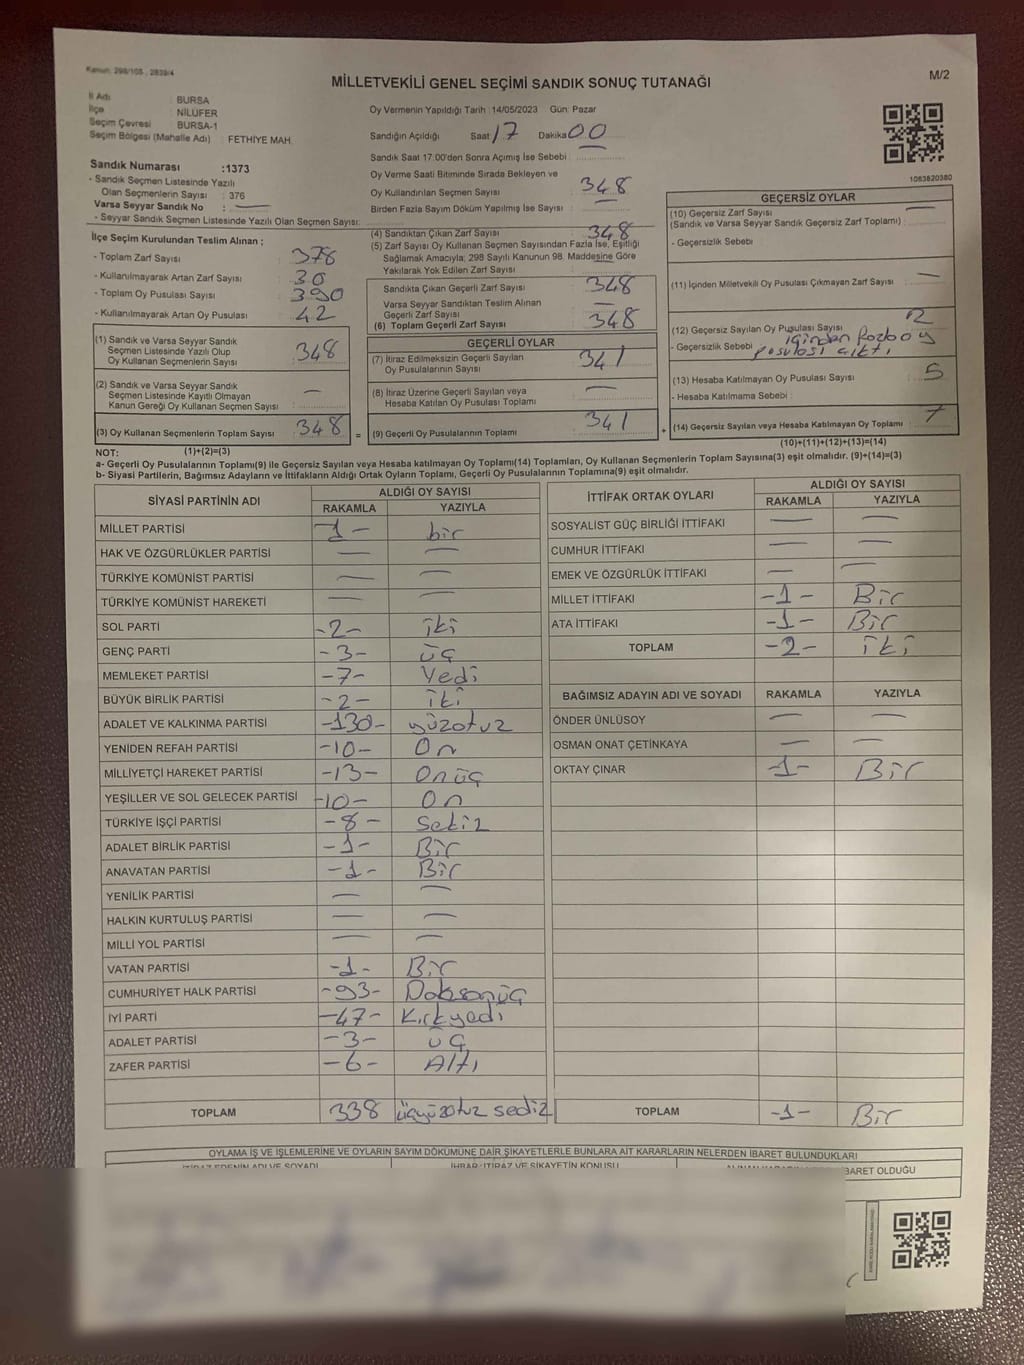 Kanun: 298/105 , 2839/4
MİLLETVEKİLİ GENEL SEÇİMİ SANDIK SONUÇ TUTANAĞI
M/2
İl Adı : BURSA
İlçe : NİLÜFER
Seçim Çevresi : BURSA-1
Seçim Bölgesi (Mahalle Adı) : FETHİYE MAH.
Sandık Numarası :1373
- Sandık Seçmen Listesinde Yazılı
Olan Seçmenlerin Sayısı : 376
Varsa Seyyar Sandık No : —
- Seyyar Sandık Seçmen Listesinde Yazılı Olan Seçmen Sayısı:
İlçe Seçim Kurulundan Teslim Alınan ;
- Toplam Zarf Sayısı 378
- Kullanılmayarak Artan Zarf Sayısı 30
- Toplam Oy Pusulası Sayısı 390
- Kullanılmayarak Artan Oy Pusulası 42
(1) Sandık ve Varsa Seyyar Sandık
Seçmen Listesinde Yazılı Olup
Oy Kullanan Seçmenlerin Sayısı 348
(2) Sandık ve Varsa Seyyar Sandık
Seçmen Listesinde Kayıtlı Olmayan
Kanun Gereği Oy Kullanan Seçmen Sayısı —
(3) Oy Kullanan Seçmenlerin Toplam Sayısı 348 =
Oy Vermenin Yapıldığı Tarih : 14/05/2023 Gün: Pazar
Sandığın Açıldığı Saat 17 Dakika 00
Sandık Saat 17:00'den Sonra Açımış İse Sebebi :
Oy Verme Saati Bitiminde Sırada Bekleyen ve
Oy Kullandırılan Seçmen Sayısı : 348
Birden Fazla Sayım Döküm Yapılmış İse Sayısı : —
(4) Sandıktan Çıkan Zarf Sayısı : 348
(5) Zarf Sayısı Oy Kullanan Seçmen Sayısından Fazla İse, Eşitliği
Sağlamak Amacıyla; 298 Sayılı Kanunun 98. Maddesine Göre
Yakılarak Yok Edilen Zarf Sayısı : —
Sandıkta Çıkan Geçerli Zarf Sayısı : 348
Varsa Seyyar Sandıktan Teslim Alınan
Geçerli Zarf Sayısı : —
(6) Toplam Geçerli Zarf Sayısı : 348
GEÇERLİ OYLAR
(7) İtiraz Edilmeksizin Geçerli Sayılan
Oy Pusulalarının Sayısı : 341
(8) İtiraz Üzerine Geçerli Sayılan veya
Hesaba Katılan Oy Pusulası Toplamı : —
(9) Geçerli Oy Pusulalarının Toplamı : 341 +
1083820380
GEÇERSİZ OYLAR
(10) Geçersiz Zarf Sayısı —
(Sandık ve Varsa Seyyar Sandık Geçersiz Zarf Toplamı) :
- Geçersizlik Sebebi :
(11) İçinden Milletvekili Oy Pusulası Çıkmayan Zarf Sayısı : —
(12) Geçersiz Sayılan Oy Pusulası Sayısı : 2
- Geçersizlik Sebebi içinden
pusulası çıktı
(13) Hesaba Katılmayan Oy Pusulası Sayısı : 5
- Hesaba Katılmama Sebebi :
(14) Geçersiz Sayılan veya Hesaba Katılmayan Oy Toplamı : 7
(10)+(11)+(12)+(13)=(14)
NOT: (1)+(2)=(3)
a- Geçerli Oy Pusulalarının Toplamı(9) ile Geçersiz Sayılan veya Hesaba katılmayan Oy Toplamı(14) Toplamları, Oy Kullanan Seçmenlerin Toplam Sayısına(3) eşit olmalıdır. (9)+(14)=(3)
b- Siyasi Partilerin, Bağımsız Adayların ve İttifakların Aldığı Ortak Oyların Toplamı, Geçerli Oy Pusulalarının Toplamına(9) eşit olmalıdır.
SİYASİ PARTİNİN ADI ALDIĞI OY SAYISI
RAKAMLA YAZIYLA
MİLLET PARTİSİ 1- bir
HAK VE ÖZGÜRLÜKLER PARTİSİ — —
TÜRKİYE KOMÜNİST PARTİSİ — —
TÜRKİYE KOMÜNİST HAREKETİ — —
SOL PARTİ -2- iki
GENÇ PARTİ -3- üç
MEMLEKET PARTİSİ -7- Yedi
BÜYÜK BİRLİK PARTİSİ -2- iki
ADALET VE KALKINMA PARTİSİ -130- yüzotuz
YENİDEN REFAH PARTİSİ -10- On
MİLLİYETÇİ HAREKET PARTİSİ -13- Onüç
YEŞİLLER VE SOL GELECEK PARTİSİ -10- On
TÜRKİYE İŞÇİ PARTİSİ -8- Sekiz
ADALET BİRLİK PARTİSİ -1- Bir
ANAVATAN PARTİSİ -1- Bir
YENİLİK PARTİSİ — —
HALKIN KURTULUŞ PARTİSİ — —
MİLLİ YOL PARTİSİ — —
VATAN PARTİSİ -1- Bir
CUMHURİYET HALK PARTİSİ -93- Doksanüç
İYİ PARTİ -47- Kırkyedi
ADALET PARTİSİ -3- üç
ZAFER PARTİSİ -6- Altı
TOPLAM 338 üçyüzotuz sediz
İTTİFAK ORTAK OYLARI ALDIĞI OY SAYISI
RAKAMLA YAZIYLA
SOSYALİST GÜÇ BİRLİĞİ İTTİFAKI — —
CUMHUR İTTİFAKI — —
EMEK VE ÖZGÜRLÜK İTTİFAKI — —
MİLLET İTTİFAKI -1- Bir
ATA İTTİFAKI -1- Bir
TOPLAM -2- iki
BAĞIMSIZ ADAYIN ADI VE SOYADI RAKAMLA YAZIYLA
ÖNDER ÜNLÜSOY — —
OSMAN ONAT ÇETİNKAYA — —
OKTAY ÇINAR -1- Bir
TOPLAM -1- Bir
OYLAMA İŞ VE İŞLEMLERİNE VE OYLARIN SAYIM DÖKÜMÜNE DAİR ŞİKAYETLERLE BUNLARA AİT KARARLARIN NELERDEN İBARET BULUNDUKLARI
İTİRAZ EDENİN ADI VE SOYADI İHBAR, İTİRAZ VE ŞİKAYETİN KONUSU İBARET OLDUĞU